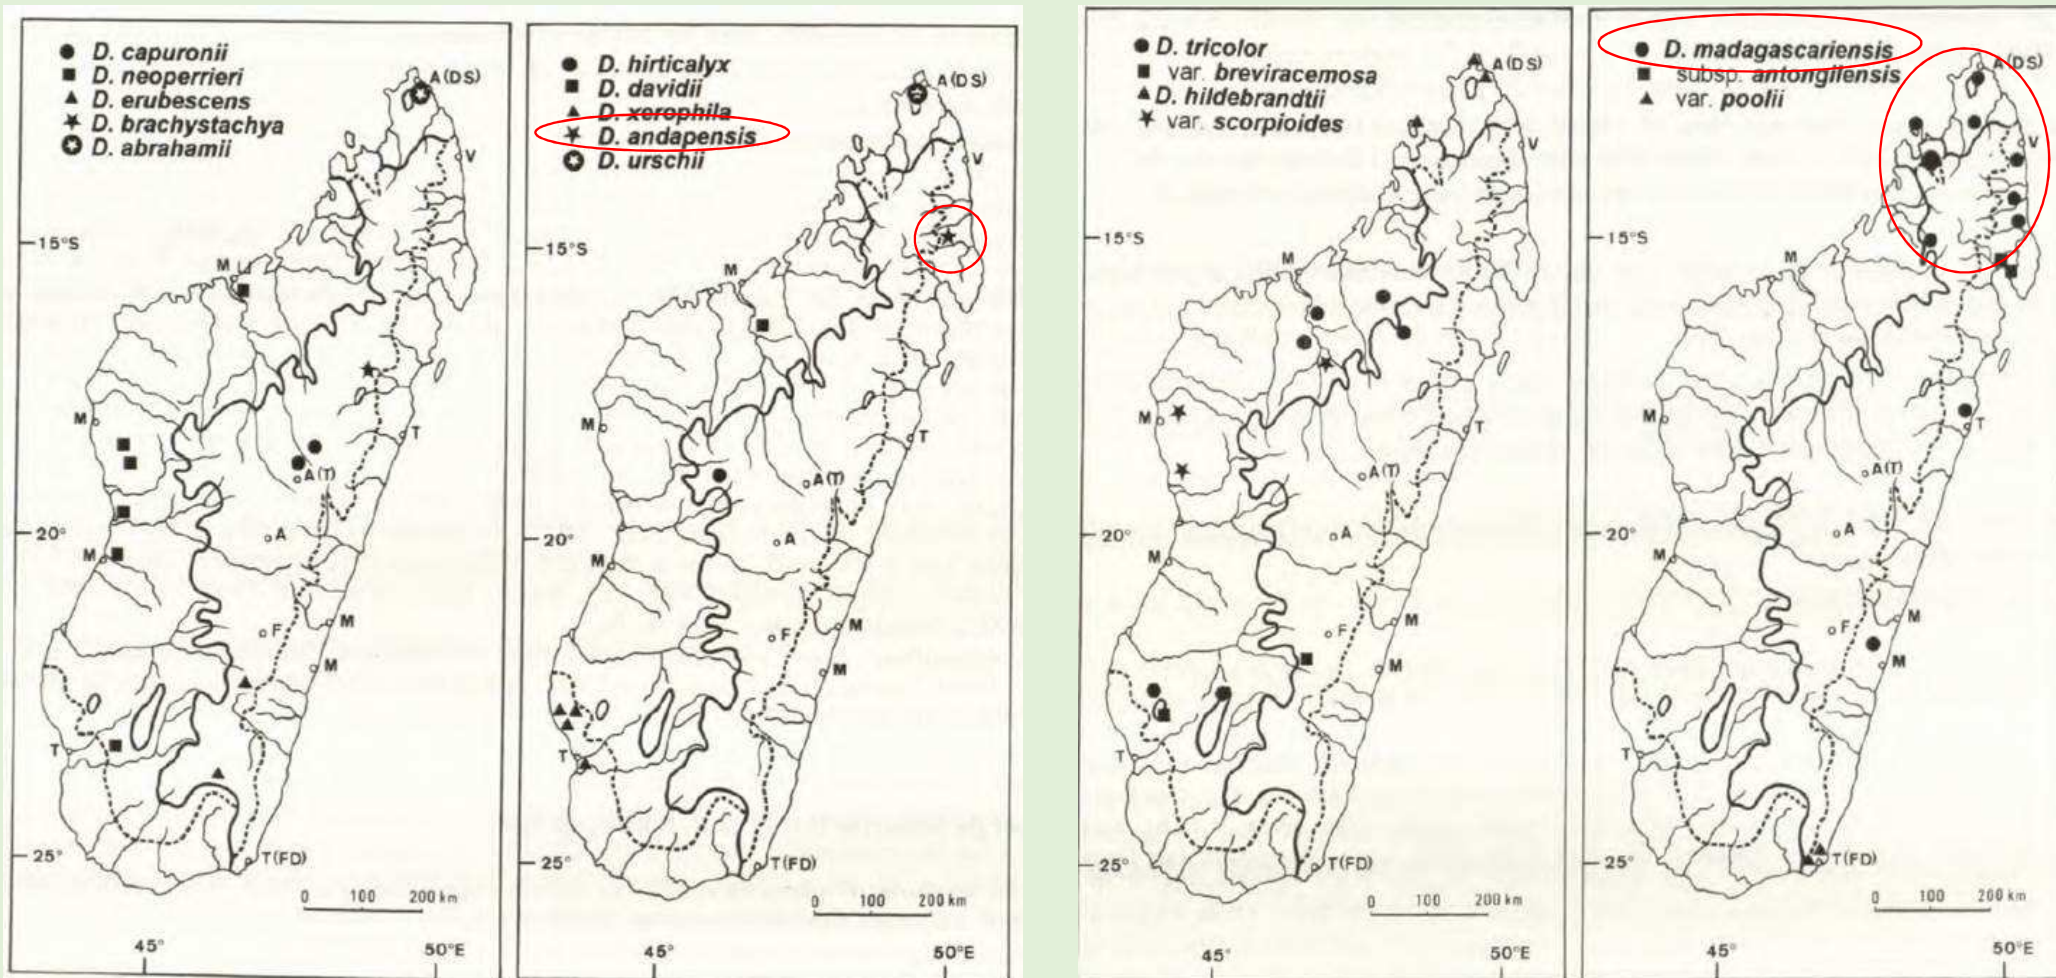 D. capuronii
D. neoperrieri
D. erubescens
D. brachystachya
D. abrahamii
A (DS)
V
15°S
M
M
T
A (T)
20°
A
M
F
M
M
T
25°
T (FD)
0 100 200 km
45° 50°E
D. hirticalyx
D. davidii
D. xerophila
D. andapensis
D. urschii
A (DS)
V
15°S
M
M
T
A (T)
20°
A
M
F
M
M
T
25°
T (FD)
0 100 200 km
45° 50°E
D. tricolor
var. breviracemosa
D. hildebrandtii
var. scorpioides
A (DS)
V
15°S
M
M
T
A (T)
20°
A
M
F
M
M
T
25°
T (FD)
0 100 200 km
45° 50°E
D. madagascariensis
subsp. antongilensis
var. poolii
A (DS)
V
15°S
M
M
T
A (T)
20°
A
M
F
M
M
T
25°
T (FD)
0 100 200 km
45° 50°E